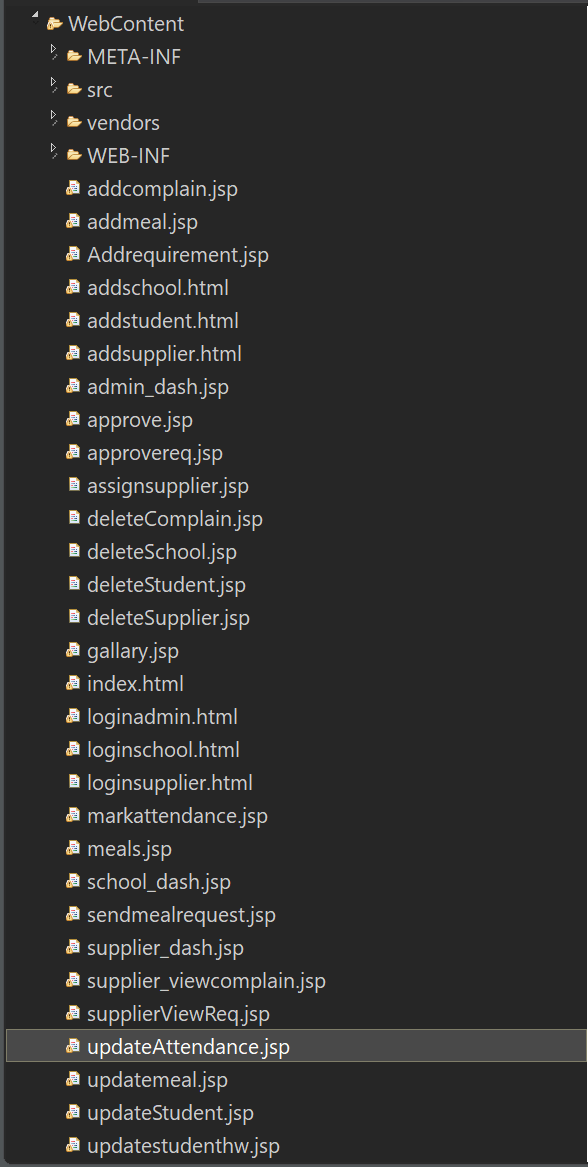 WebContent
META-INF
src
vendors
WEB-INF
addcomplain.jsp
addmeal.jsp
Addrequirement.jsp
addschool.html
addstudent.html
addsupplier.html
admin_dash.jsp
approve.jsp
approvereq.jsp
assignsupplier.jsp
deleteComplain.jsp
deleteSchool.jsp
deleteStudent.jsp
deleteSupplier.jsp
gallary.jsp
index.html
loginadmin.html
loginschool.html
loginsupplier.html
markattendance.jsp
meals.jsp
school_dash.jsp
sendmealrequest.jsp
supplier_dash.jsp
supplier_viewcomplain.jsp
supplierViewReq.jsp
updateAttendance.jsp
updatemeal.jsp
updateStudent.jsp
updatestudenthw.jsp